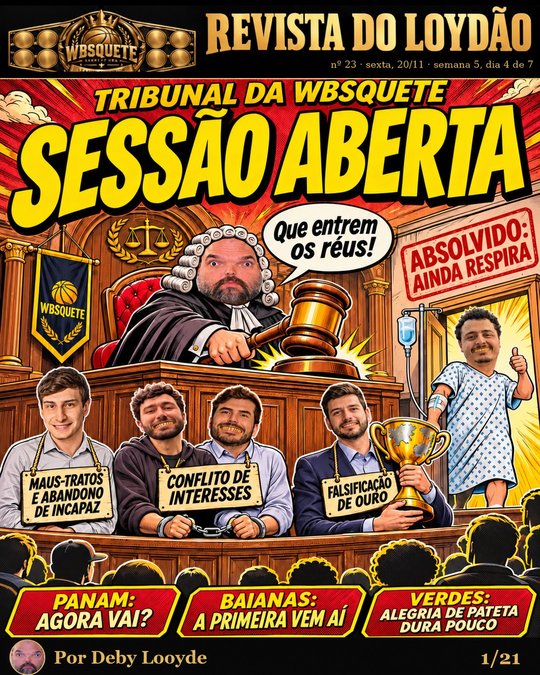 WBSQUETE
REVISTA DO LOYDÃO
nº 23 · sexta, 20/11 · semana 5, dia 4 de 7
TRIBUNAL DA WBSQUETE
SESSÃO ABERTA
Que entrem
os réus!
ABSOLVIDO:
AINDA RESPIRA
WBSQUETE
MAUS-TRATOS
E ABANDONO
DE INCAPAZ
CONFLITO DE
INTERESSES
FALSIFICAÇÃO
DE OURO
PANAM:
AGORA VAI?
BAIANAS:
A PRIMEIRA VEM AÍ
VERDES:
ALEGRIA DE PATETA
DURA POUCO
Por Deby Looyde
1/21